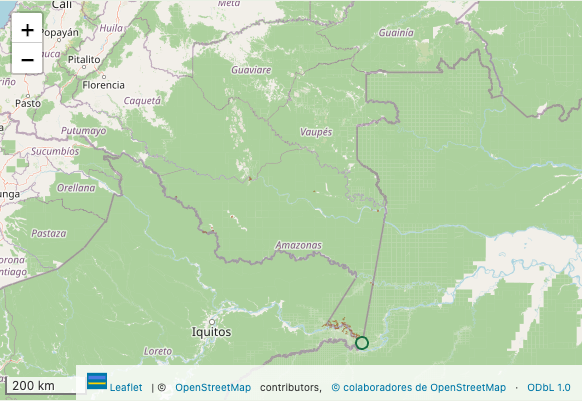 Cali
Meta
+
Popayán
Huila
Guainía
−
Pitalito
Guaviare
Florencia
Caquetá
Pasto
Putumayo
Vaupés
Sucumbíos
Orellana
Pastaza
Amazonas
Iquitos
Loreto
200 km
Leaflet | © OpenStreetMap contributors, © colaboradores de OpenStreetMap · ODbL 1.0